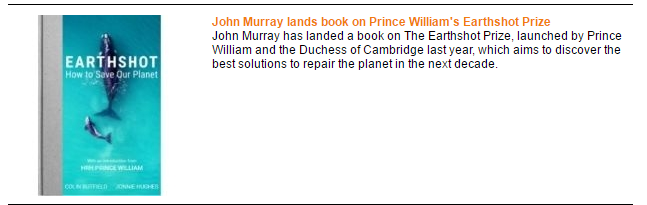 John Murray lands book on Prince William's Earthshot Prize
John Murray has landed a book on The Earthshot Prize, launched by Prince
William and the Duchess of Cambridge last year, which aims to discover the
best solutions to repair the planet in the next decade.
EARTHSHOT
How to Save Our Planet
With an introduction from
HRH PRINCE WILLIAM
COLIN BUTFIELD JONNIE HUGHES